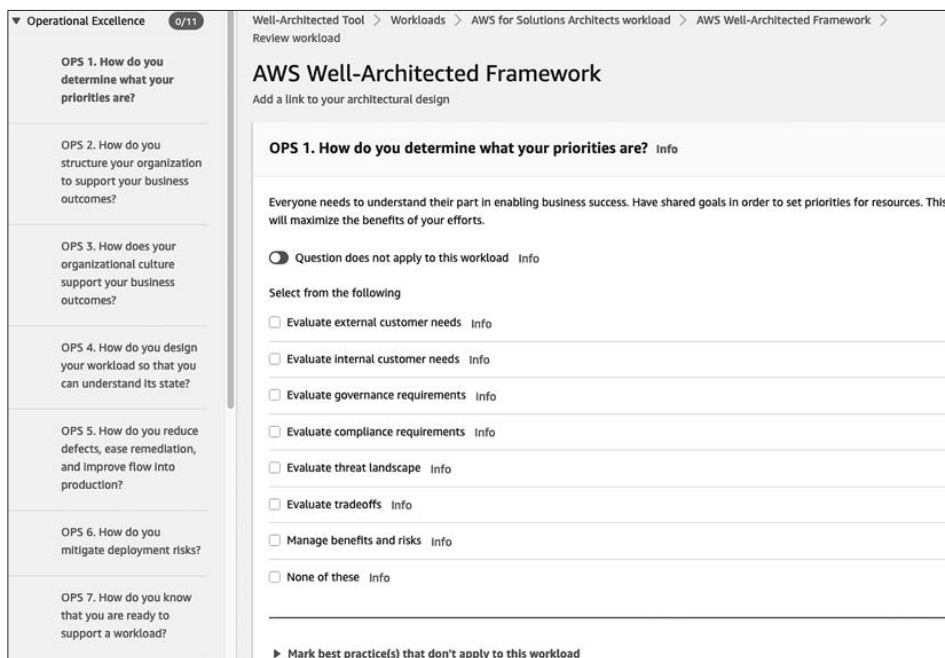 Operational Excellence 0/11
OPS 1. How do you
determine what your
priorities are?
OPS 2. How do you
structure your organization
to support your business
outcomes?
OPS 3. How does your
organizational culture
support your business
outcomes?
OPS 4. How do you design
your workload so that you
can understand its state?
OPS 5. How do you reduce
defects, ease remediation,
and improve flow into
production?
OPS 6. How do you
mitigate deployment risks?
OPS 7. How do you know
that you are ready to
support a workload?
Well-Architected Tool > Workloads > AWS for Solutions Architects workload > AWS Well-Architected Framework >
Review workload
AWS Well-Architected Framework
Add a link to your architectural design
OPS 1. How do you determine what your priorities are? Info
Everyone needs to understand their part in enabling business success. Have shared goals in order to set priorities for resources. This
will maximize the benefits of your efforts.
Question does not apply to this workload Info
Select from the following
Evaluate external customer needs Info
Evaluate internal customer needs Info
Evaluate governance requirements Info
Evaluate compliance requirements Info
Evaluate threat landscape Info
Evaluate tradeoffs Info
Manage benefits and risks Info
None of these Info
Mark best practice(s) that don't apply to this workload